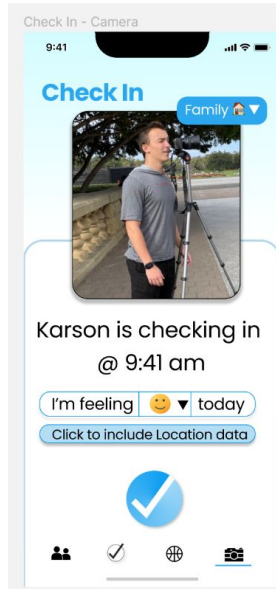 Check In - Camera
9:41
Check In
Family 🏠 ▼
Karson is checking in
@ 9:41 am
I'm feeling 🙂 ▼ today
Click to include Location data